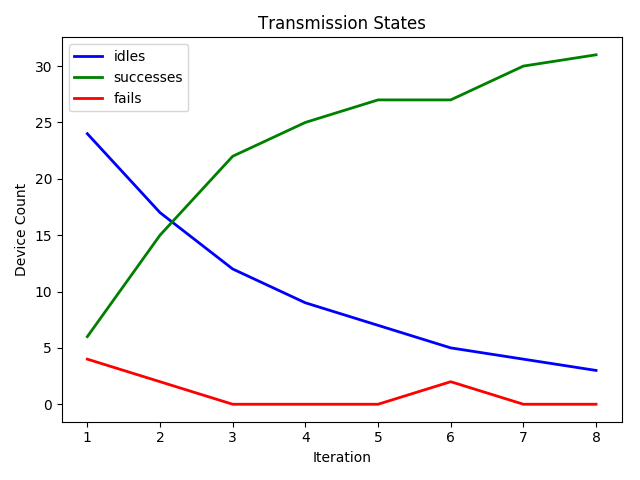 Transmission States
idles
successes
fails
Device Count
30
25
20
15
10
5
0
1 2 3 4 5 6 7 8
Iteration